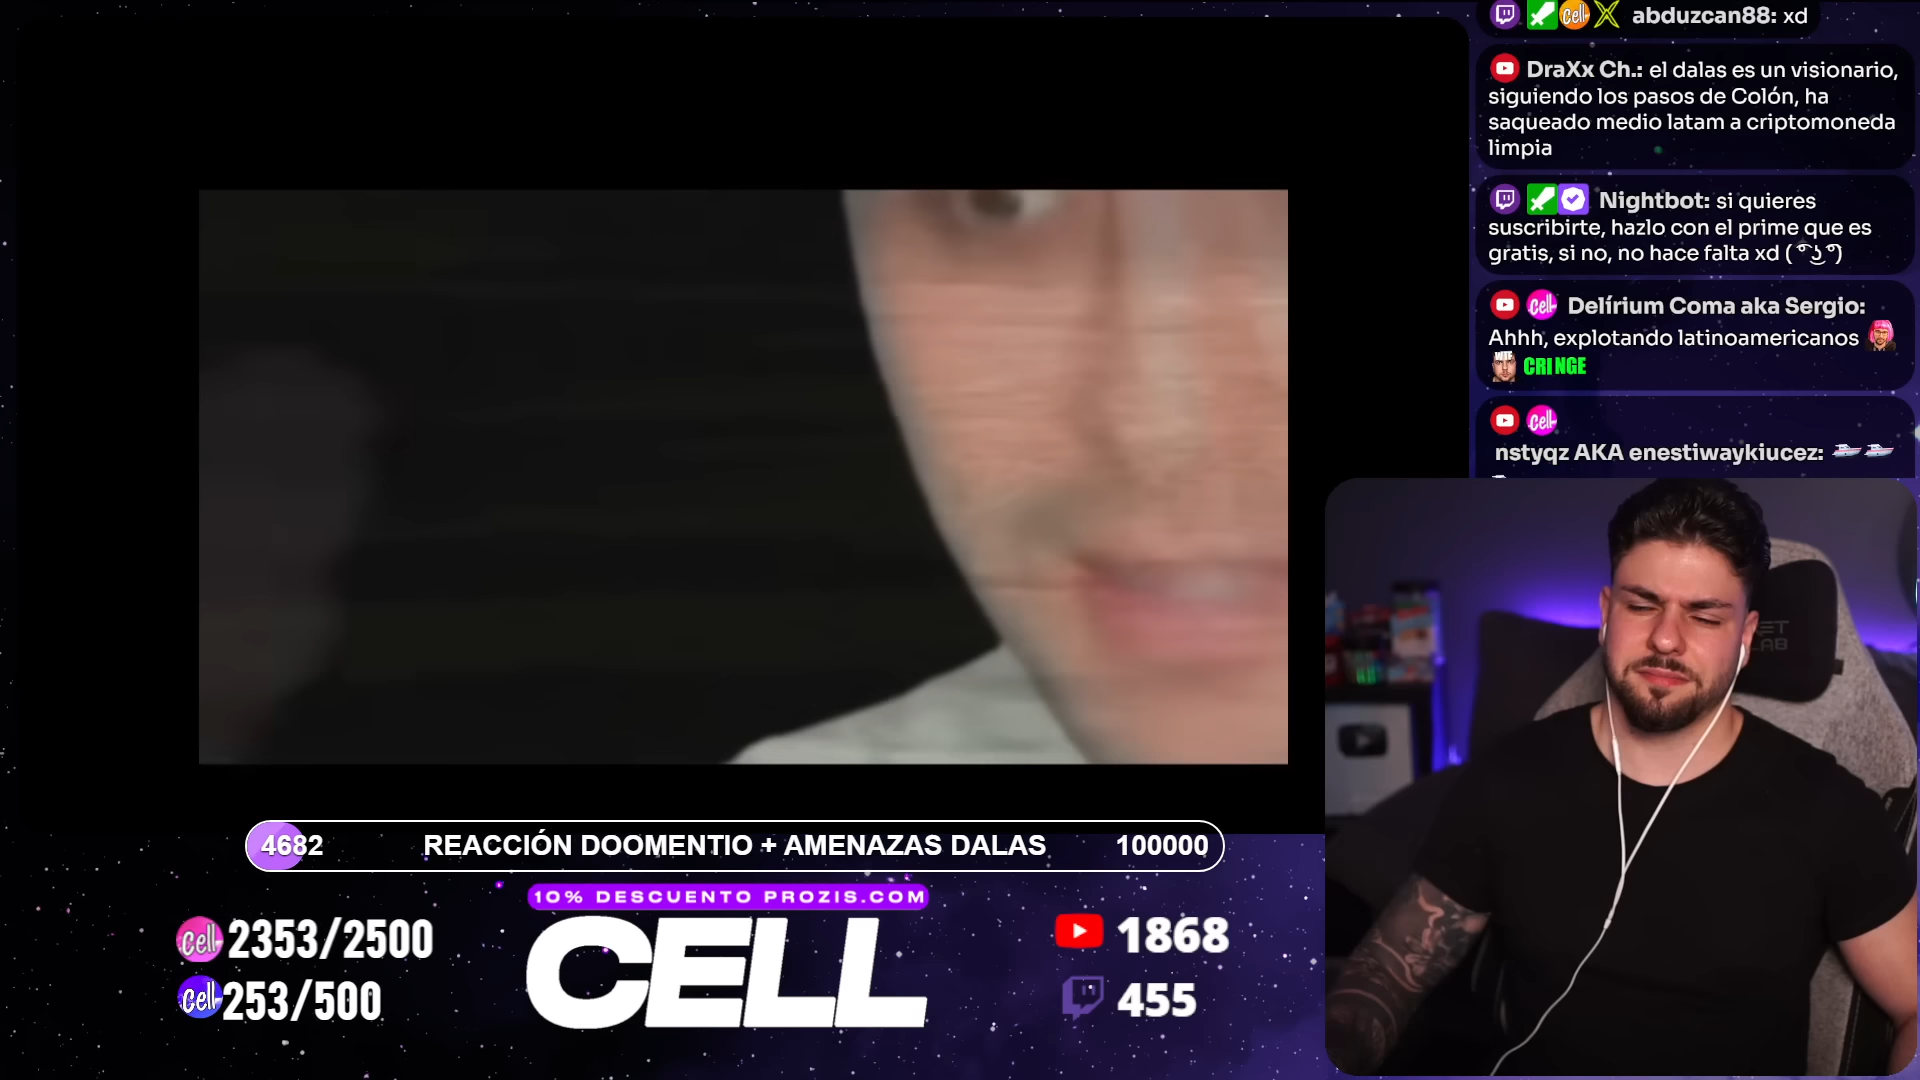 abduzcan88: xd
DraXx Ch.: el dalas es un visionario,
siguiendo los pasos de Colón, ha
saqueado medio latam a criptomoneda
limpia
Nightbot: si quieres
suscribirte, hazlo con el prime que es
gratis, si no, no hace falta xd ( ͡° ͜ʖ ͡°)
Delírium Coma aka Sergio:
Ahhh, explotando latinoamericanos
WTF CRINGE
nstyqz AKA enestiwaykiucez:
4682 REACCIÓN DOOMENTIO + AMENAZAS DALAS 100000
10% DESCUENTO PROZIS.COM
CELL
cell 2353/2500
cell 253/500
1868
455